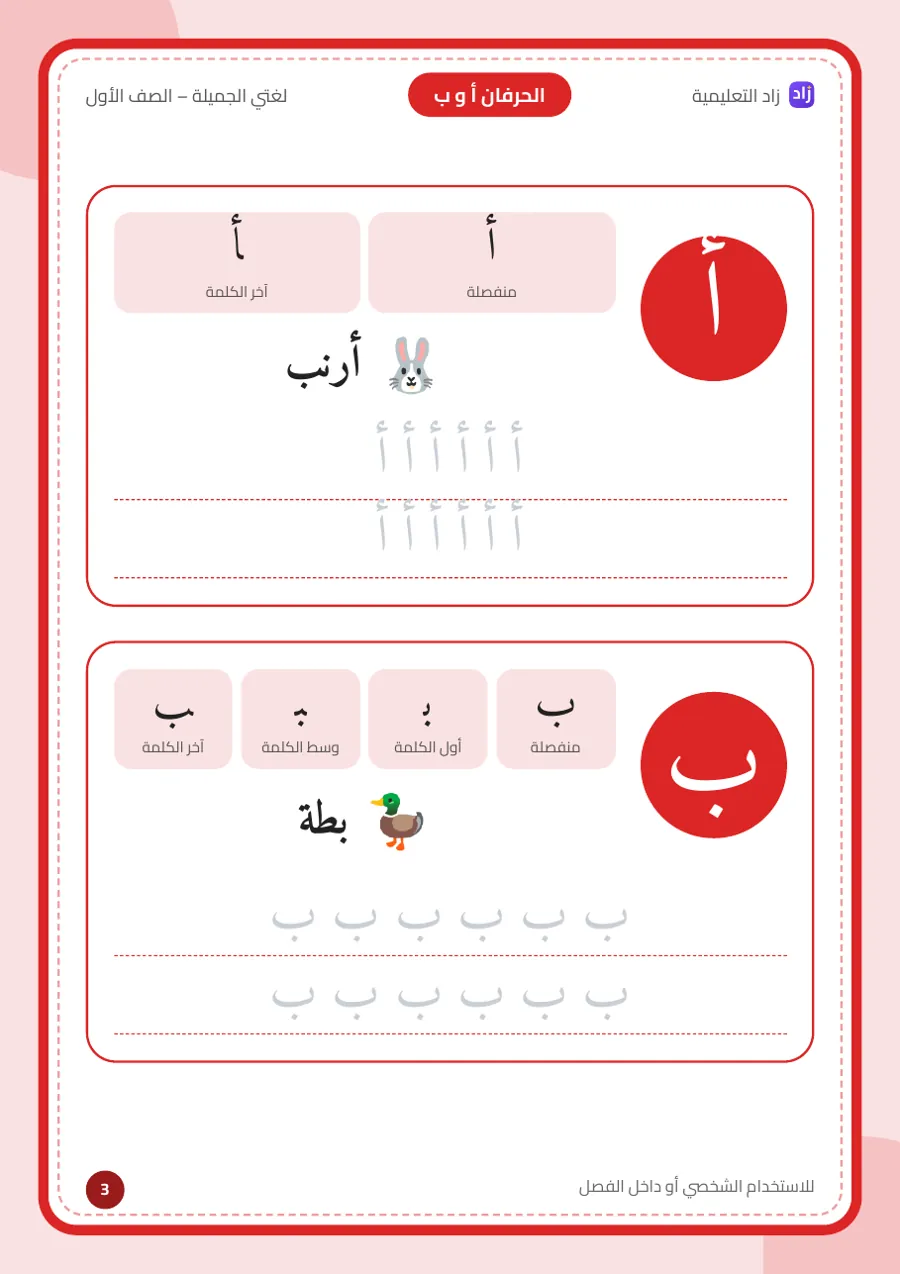 زاد زاد التعليمية
الحرفان أ و ب
لغتي الجميلة – الصف الأول
أ
أ
منفصلة
ـأ
آخر الكلمة
أرنب
أ أ أ أ أ أ
أ أ أ أ أ أ
ب
ب
منفصلة
بـ
أول الكلمة
ـبـ
وسط الكلمة
ـب
آخر الكلمة
بطة
ب ب ب ب ب ب
ب ب ب ب ب ب
للاستخدام الشخصي أو داخل الفصل
3